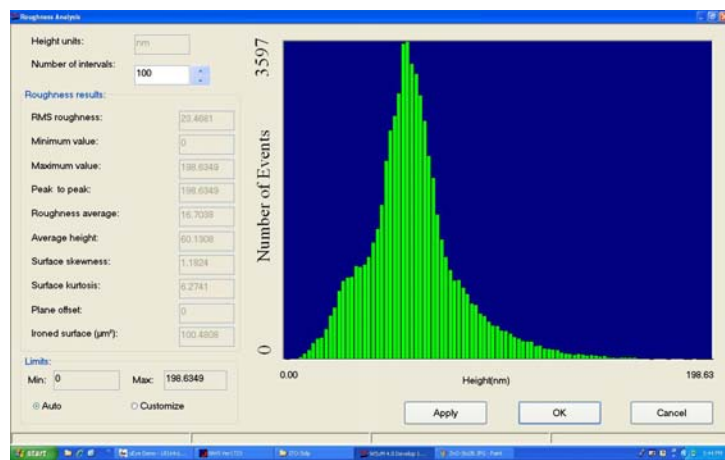 Roughness Analysis
Height units: nm
Number of intervals: 100
Roughness results:
RMS roughness: 23.4081
Minimum value: 0
Maximum value: 198.6349
Peak to peak: 198.6349
Roughness average: 16.7039
Average height: 60.1908
Surface skewness: 1.1824
Surface kurtosis: 6.2741
Plane offset: 0
Ironed surface (µm²): 100.4808
Limits:
Min: 0 Max: 198.6349
Auto Customize
3597
Number of Events
0
0.00 Height(nm) 198.63
Apply OK Cancel
start